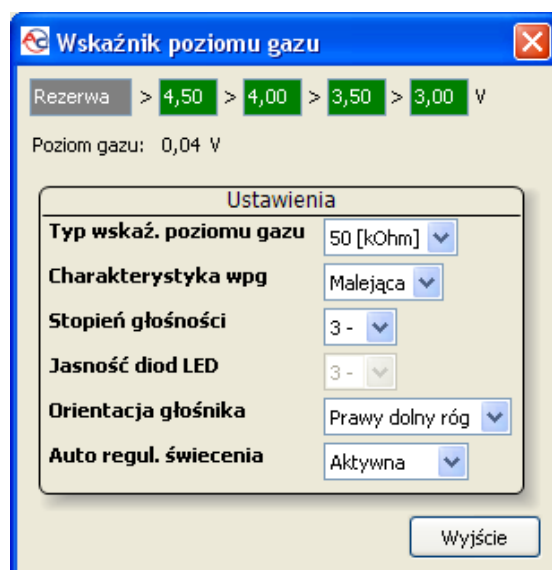 AC Wskaźnik poziomu gazu
Rezerwa > 4,50 > 4,00 > 3,50 > 3,00 V
Poziom gazu: 0,04 V
Ustawienia
Typ wskaź. poziomu gazu 50 [kOhm]
Charakterystyka wpg Malejąca
Stopień głośności 3 -
Jasność diod LED 3 -
Orientacja głośnika Prawy dolny róg
Auto regul. świecenia Aktywna
Wyjście